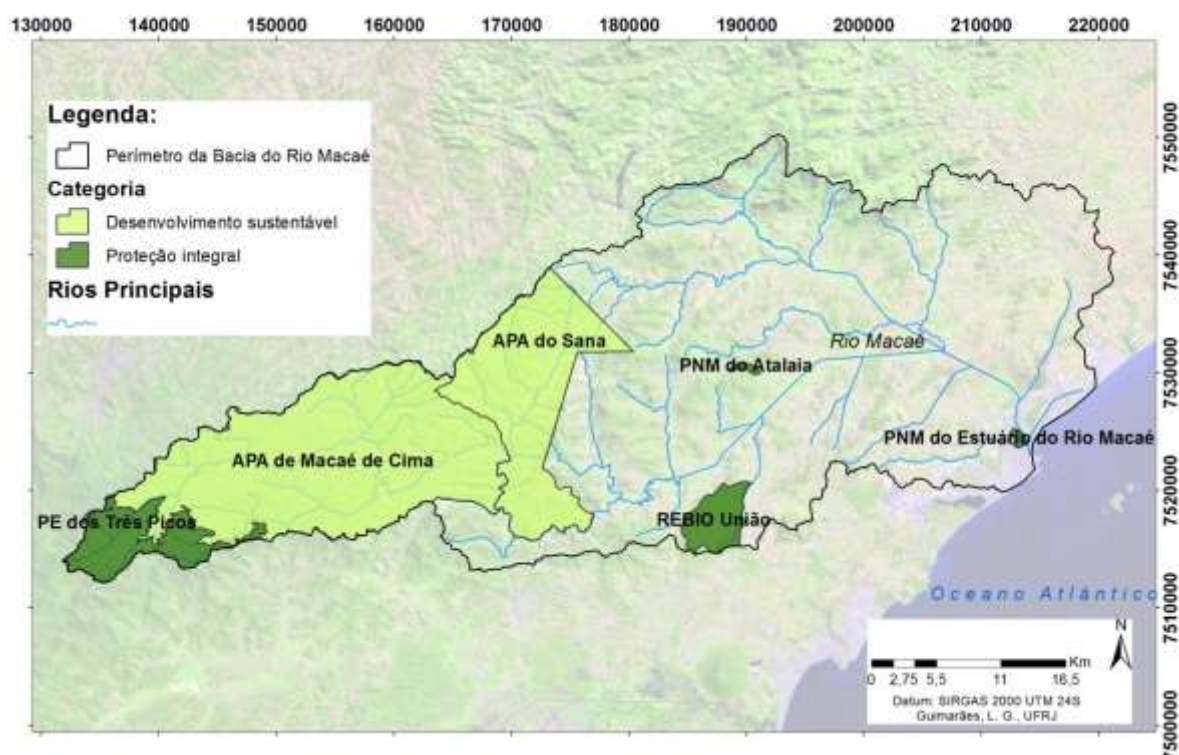 130000 140000 150000 160000 170000 180000 190000 200000 210000 220000
Legenda:
Perímetro da Bacia do Rio Macaé
Categoria
Desenvolvimento sustentável
Proteção integral
Rios Principais
7550000
7540000
7530000
7520000
7510000
7500000
APA do Sana
Rio Macaé
PNM do Atalaia
PNM do Estuário do Rio Macaé
APA de Macaé de Cima
PE dos Três Picos
REBIO União
Oceano Atlântico
N
Km
0 2,75 5,5 11 16,5
Datum: SIRGAS 2000 UTM 24S
Guimarães, L. G., UFRJ